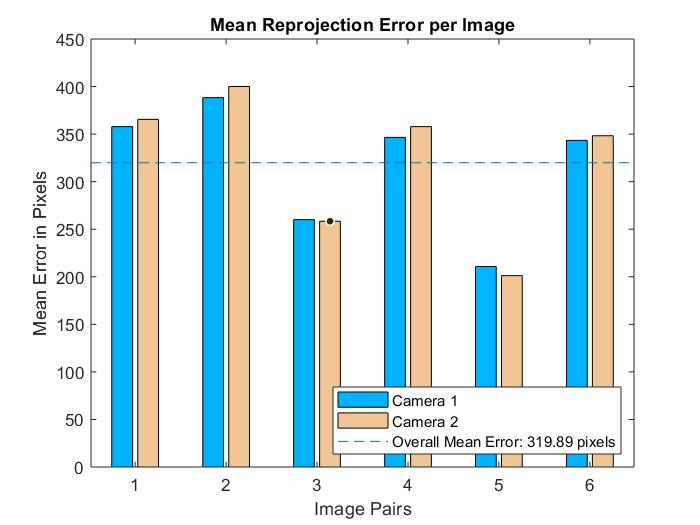 Mean Reprojection Error per Image
450
400
350
300
250
200
150
100
50
0
Mean Error in Pixels
Camera 1
Camera 2
Overall Mean Error: 319.89 pixels
1 2 3 4 5 6
Image Pairs